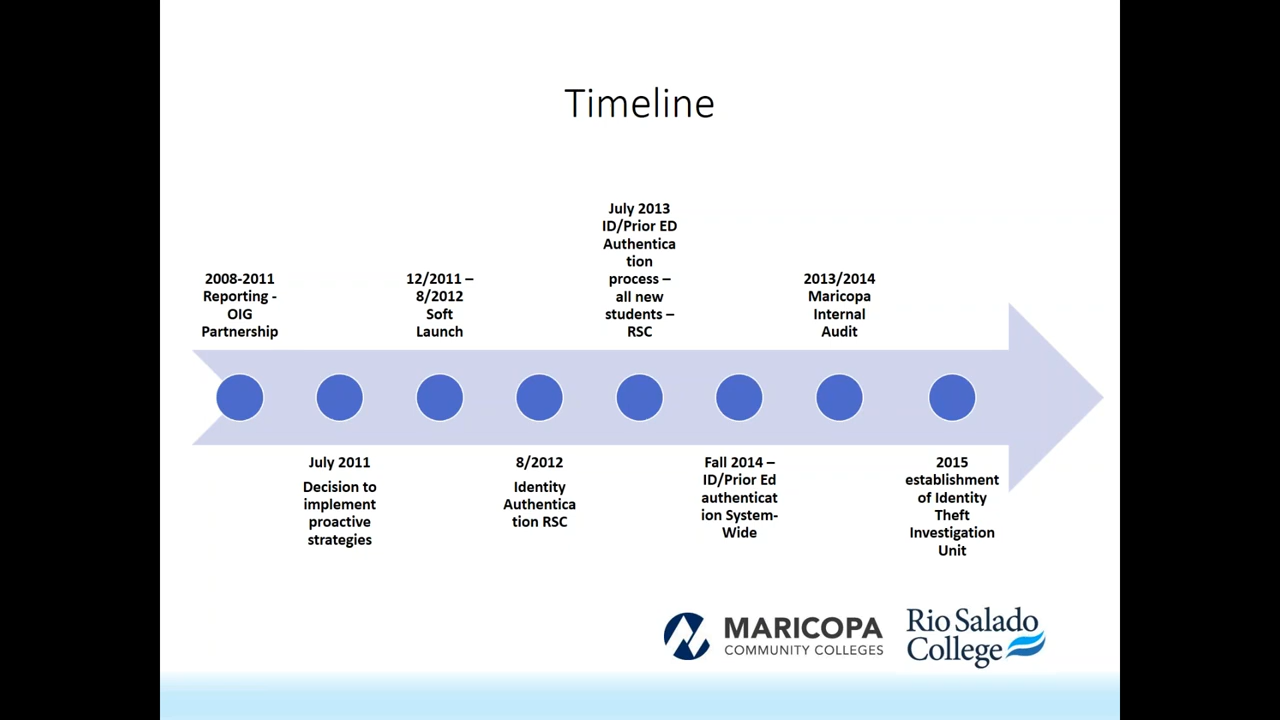 Timeline
2008-2011
Reporting -
OIG
Partnership
July 2011
Decision to
implement
proactive
strategies
12/2011 –
8/2012
Soft
Launch
8/2012
Identity
Authentica
tion RSC
July 2013
ID/Prior ED
Authentica
tion
process –
all new
students –
RSC
Fall 2014 –
ID/Prior Ed
authenticat
ion System-
Wide
2013/2014
Maricopa
Internal
Audit
2015
establishment
of Identity
Theft
Investigation
Unit
MARICOPA
COMMUNITY COLLEGES
Rio Salado
College